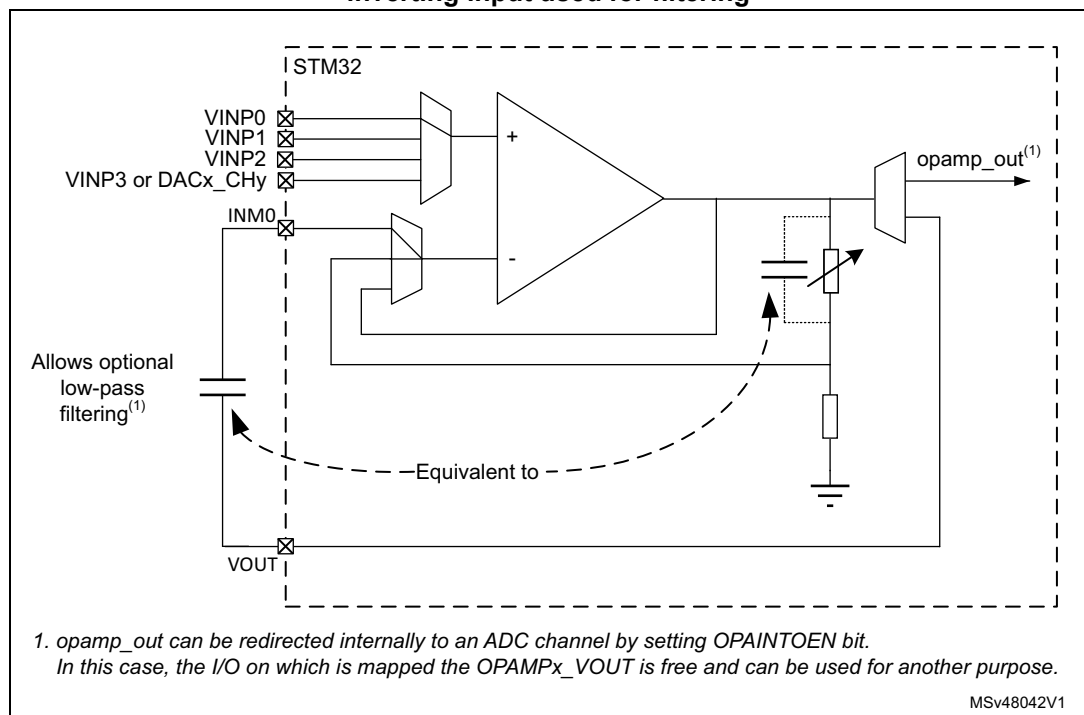 inverting input used for filtering
STM32
VINP0
VINP1
VINP2
VINP3 or DACx_CHy
INM0
+
-
opamp_out(1)
Allows optional
low-pass
filtering(1)
Equivalent to
VOUT
1. opamp_out can be redirected internally to an ADC channel by setting OPAINTOEN bit.
In this case, the I/O on which is mapped the OPAMPx_VOUT is free and can be used for another purpose.
MSv48042V1